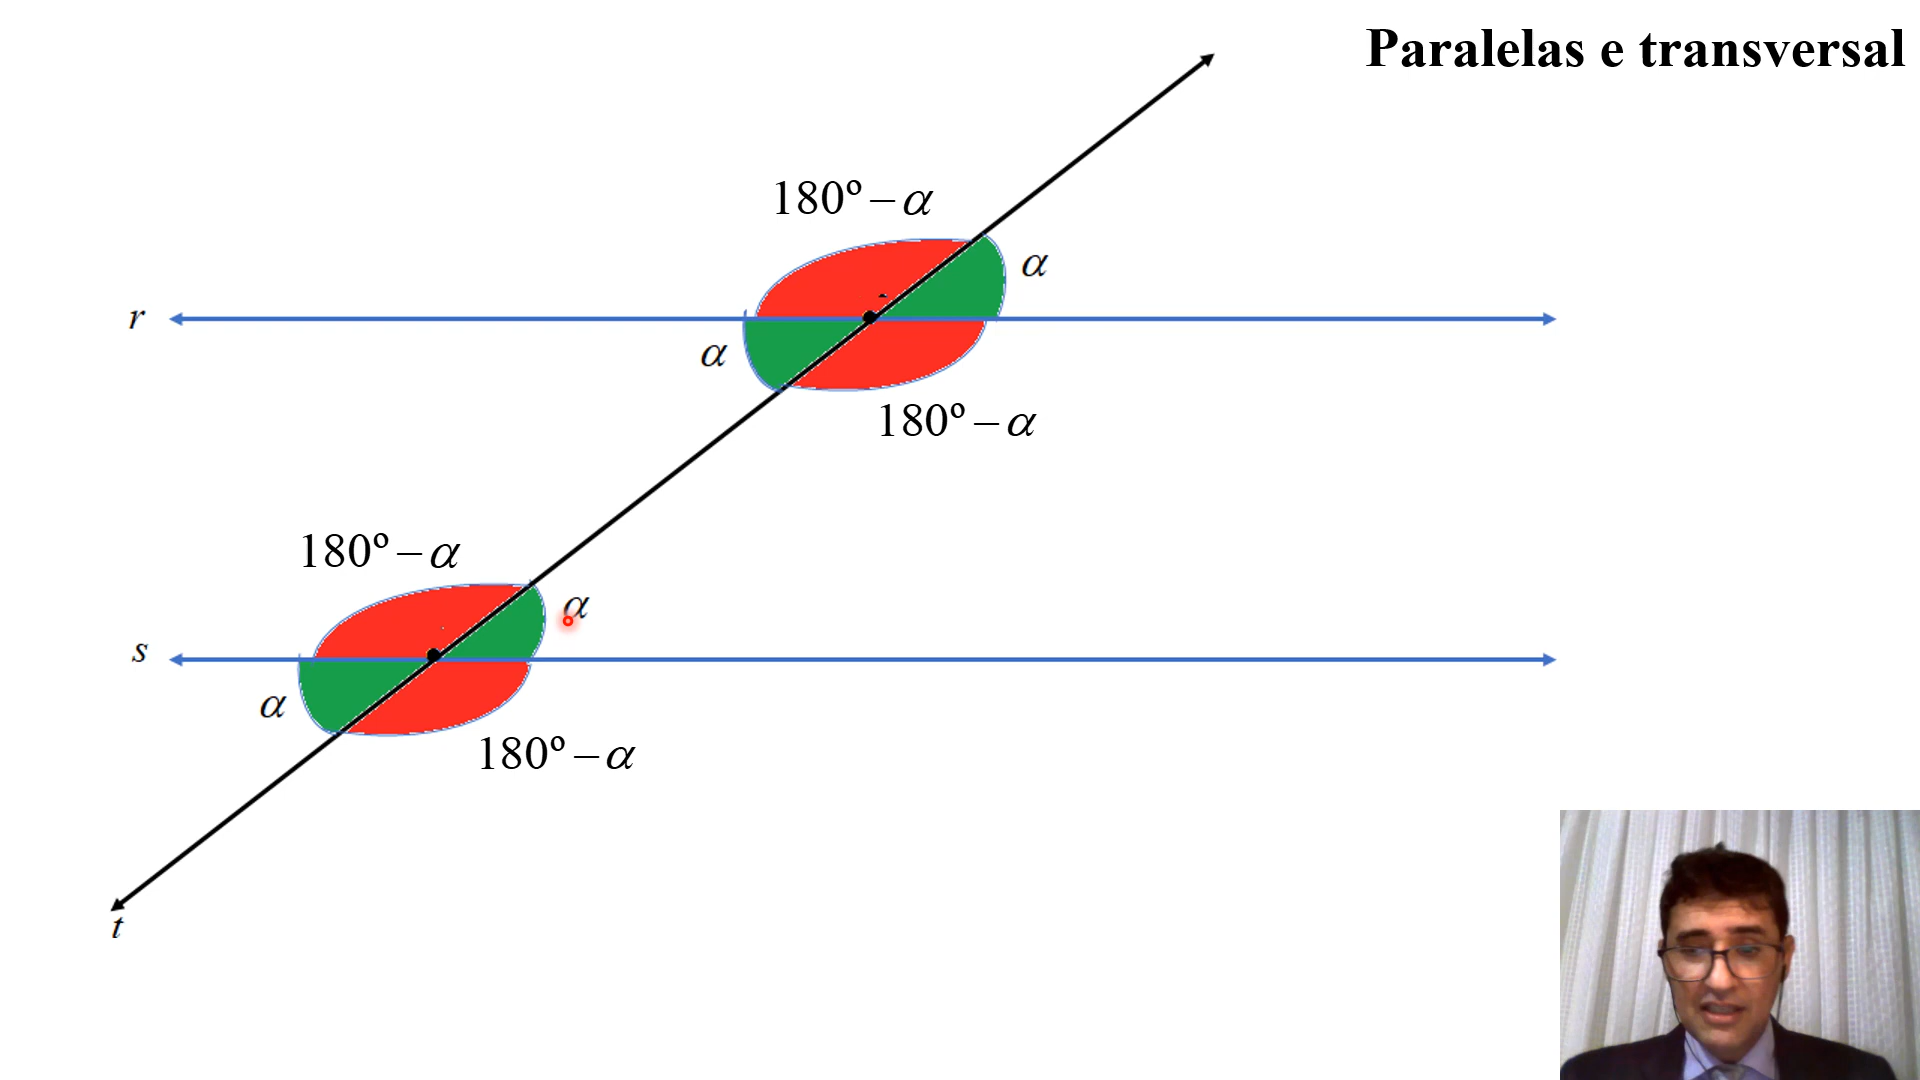 Paralelas e transversal
180º – α
α
r
α
180º – α
180º – α
α
s
α
180º – α
t